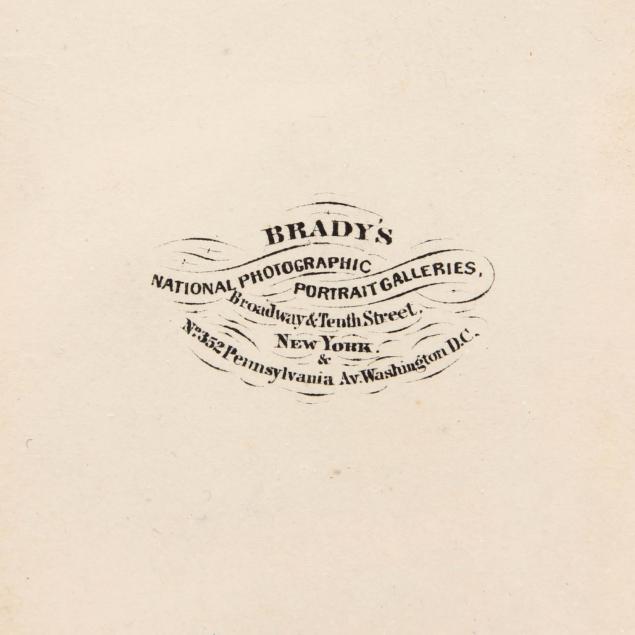 BRADY'S
NATIONAL PHOTOGRAPHIC
PORTRAIT GALLERIES,
Broadway & Tenth Street.
NEW YORK.
&
No. 352 Pennsylvania Av. Washington D.C.